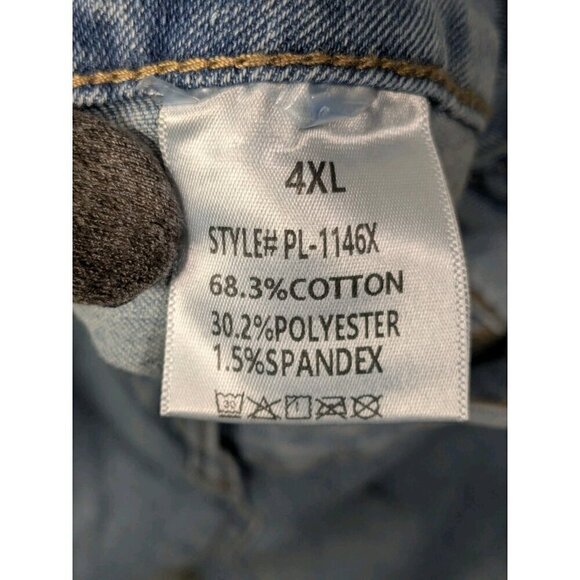 4XL
STYLE# PL-1146X
68.3%COTTON
30.2%POLYESTER
1.5%SPANDEX